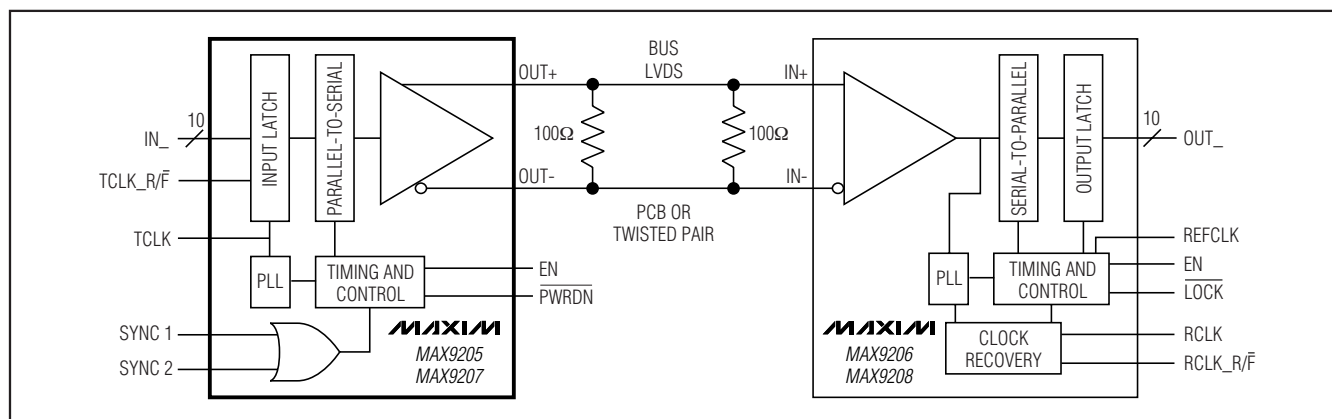 BUS
LVDS
OUT+
IN+
10
IN_
TCLK_R/F̅
INPUT LATCH
PARALLEL-TO-SERIAL
100Ω
100Ω
SERIAL-TO-PARALLEL
OUTPUT LATCH
10
OUT_
OUT-
IN-
PCB OR
TWISTED PAIR
TCLK
PLL
TIMING AND
CONTROL
EN
P̅W̅R̅D̅N̅
SYNC 1
SYNC 2
MAXIM
MAX9205
MAX9207
PLL
TIMING AND
CONTROL
REFCLK
EN
L̅O̅C̅K̅
CLOCK
RECOVERY
RCLK
RCLK_R/F̅
MAXIM
MAX9206
MAX9208